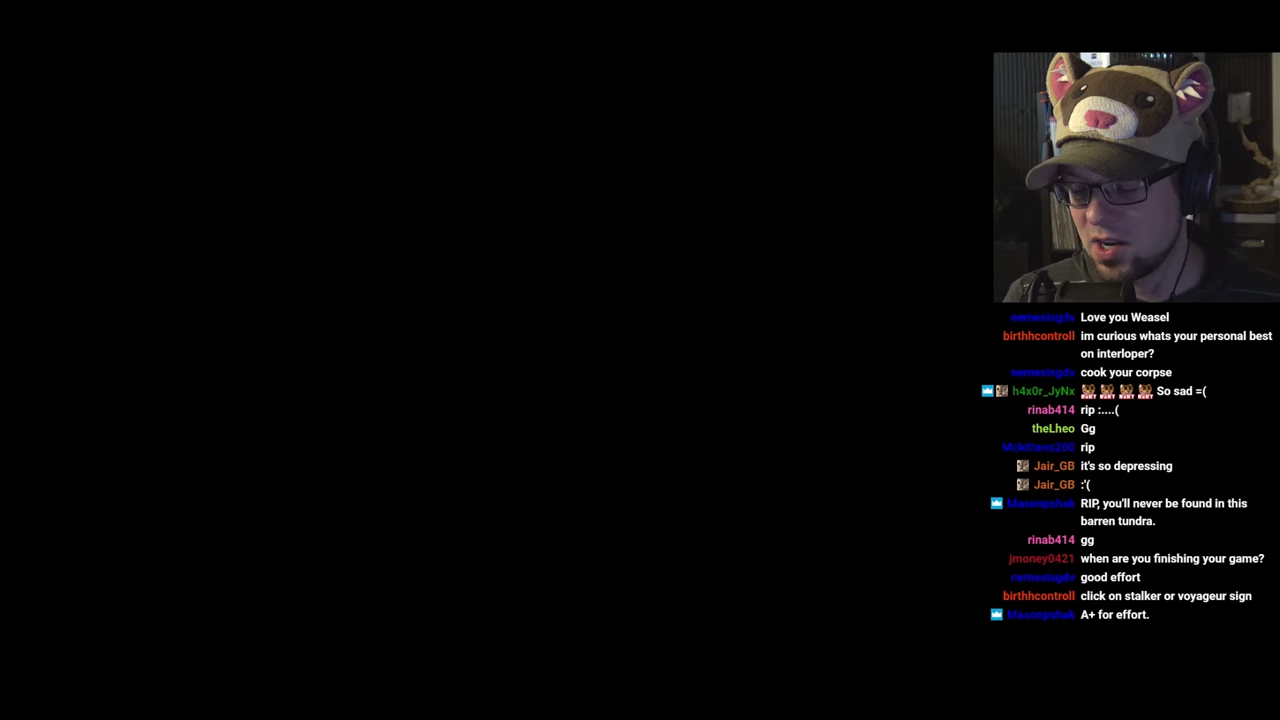 nemesisgdv Love you Weasel
birthhcontroll im curious whats your personal best
on interloper?
nemesisgdv cook your corpse
h4x0r_JyNx So sad =(
rinab414 rip :....(
theLheo Gg
rip
Jair_GB it's so depressing
Jair_GB :'(
RIP, you'll never be found in this
barren tundra.
rinab414 gg
jmoney0421 when are you finishing your game?
nemesisgdv good effort
birthhcontroll click on stalker or voyageur sign
A+ for effort.